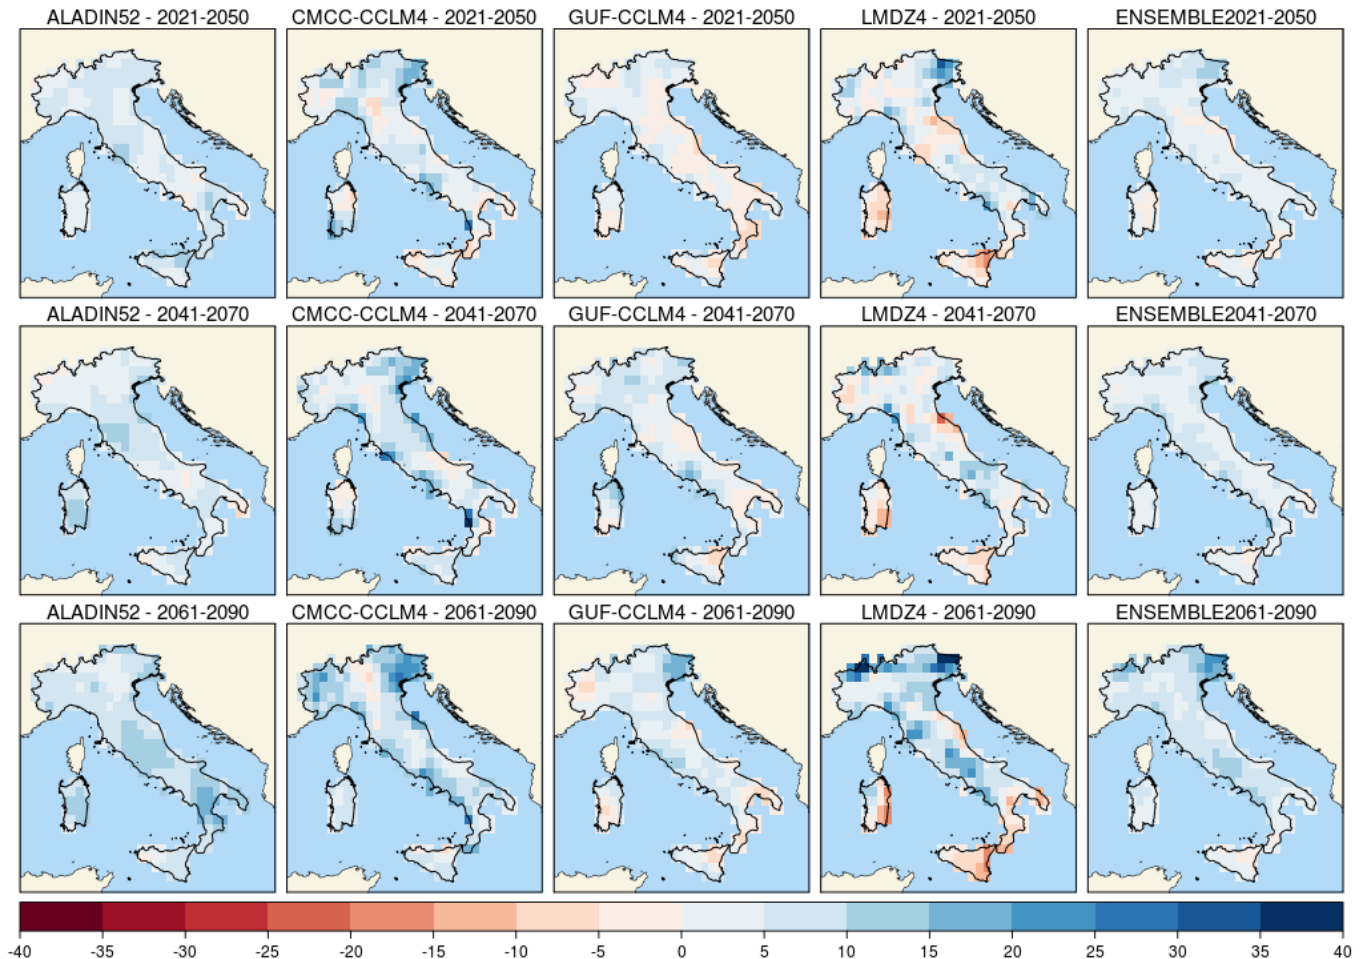 ALADIN52 - 2021-2050 CMCC-CCLM4 - 2021-2050 GUF-CCLM4 - 2021-2050 LMDZ4 - 2021-2050 ENSEMBLE2021-2050
ALADIN52 - 2041-2070 CMCC-CCLM4 - 2041-2070 GUF-CCLM4 - 2041-2070 LMDZ4 - 2041-2070 ENSEMBLE2041-2070
ALADIN52 - 2061-2090 CMCC-CCLM4 - 2061-2090 GUF-CCLM4 - 2061-2090 LMDZ4 - 2061-2090 ENSEMBLE2061-2090
-40 -35 -30 -25 -20 -15 -10 -5 0 5 10 15 20 25 30 35 40